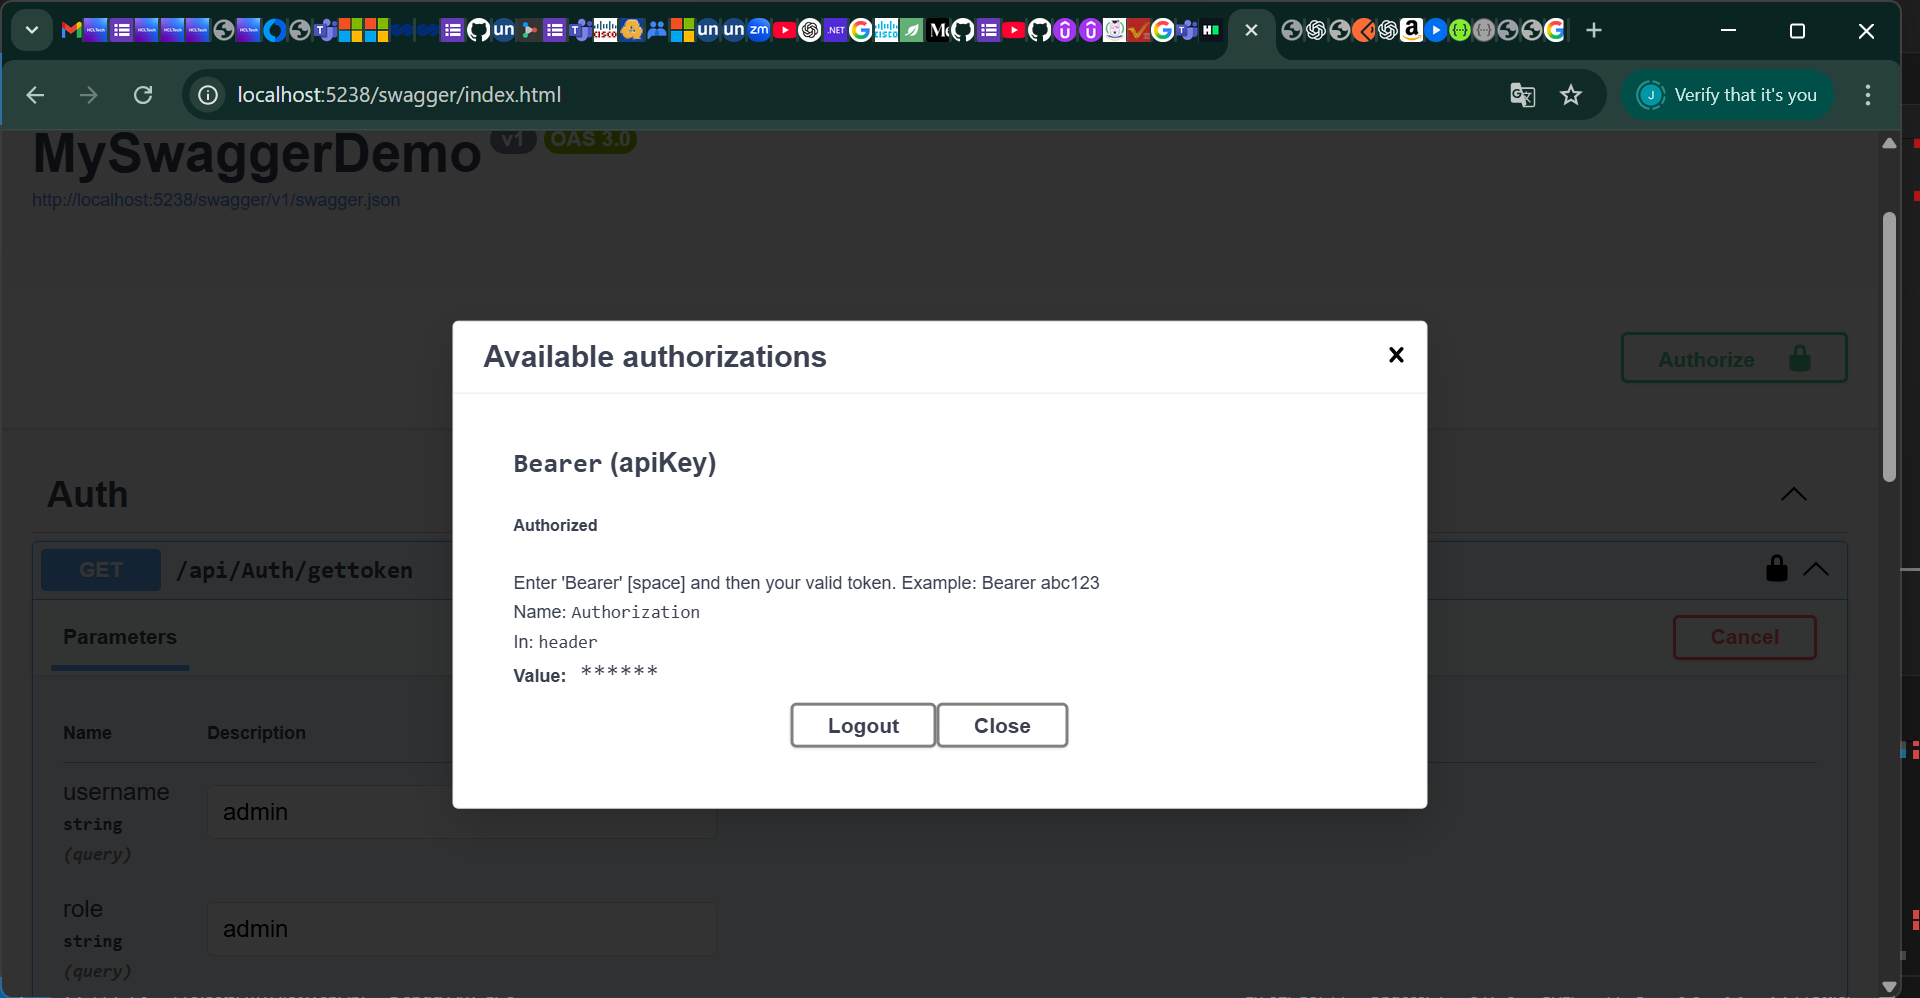 localhost:5238/swagger/index.html
Verify that it's you
MySwaggerDemo v1 OAS 3.0
http://localhost:5238/swagger/v1/swagger.json
Available authorizations
Authorize
Bearer (apiKey)
Auth
Authorized
GET /api/Auth/gettoken
Enter 'Bearer' [space] and then your valid token. Example: Bearer abc123
Name: Authorization
In: header
Value: ******
Parameters
Cancel
Logout
Close
Name
Description
username
string
(query)
admin
role
string
(query)
admin